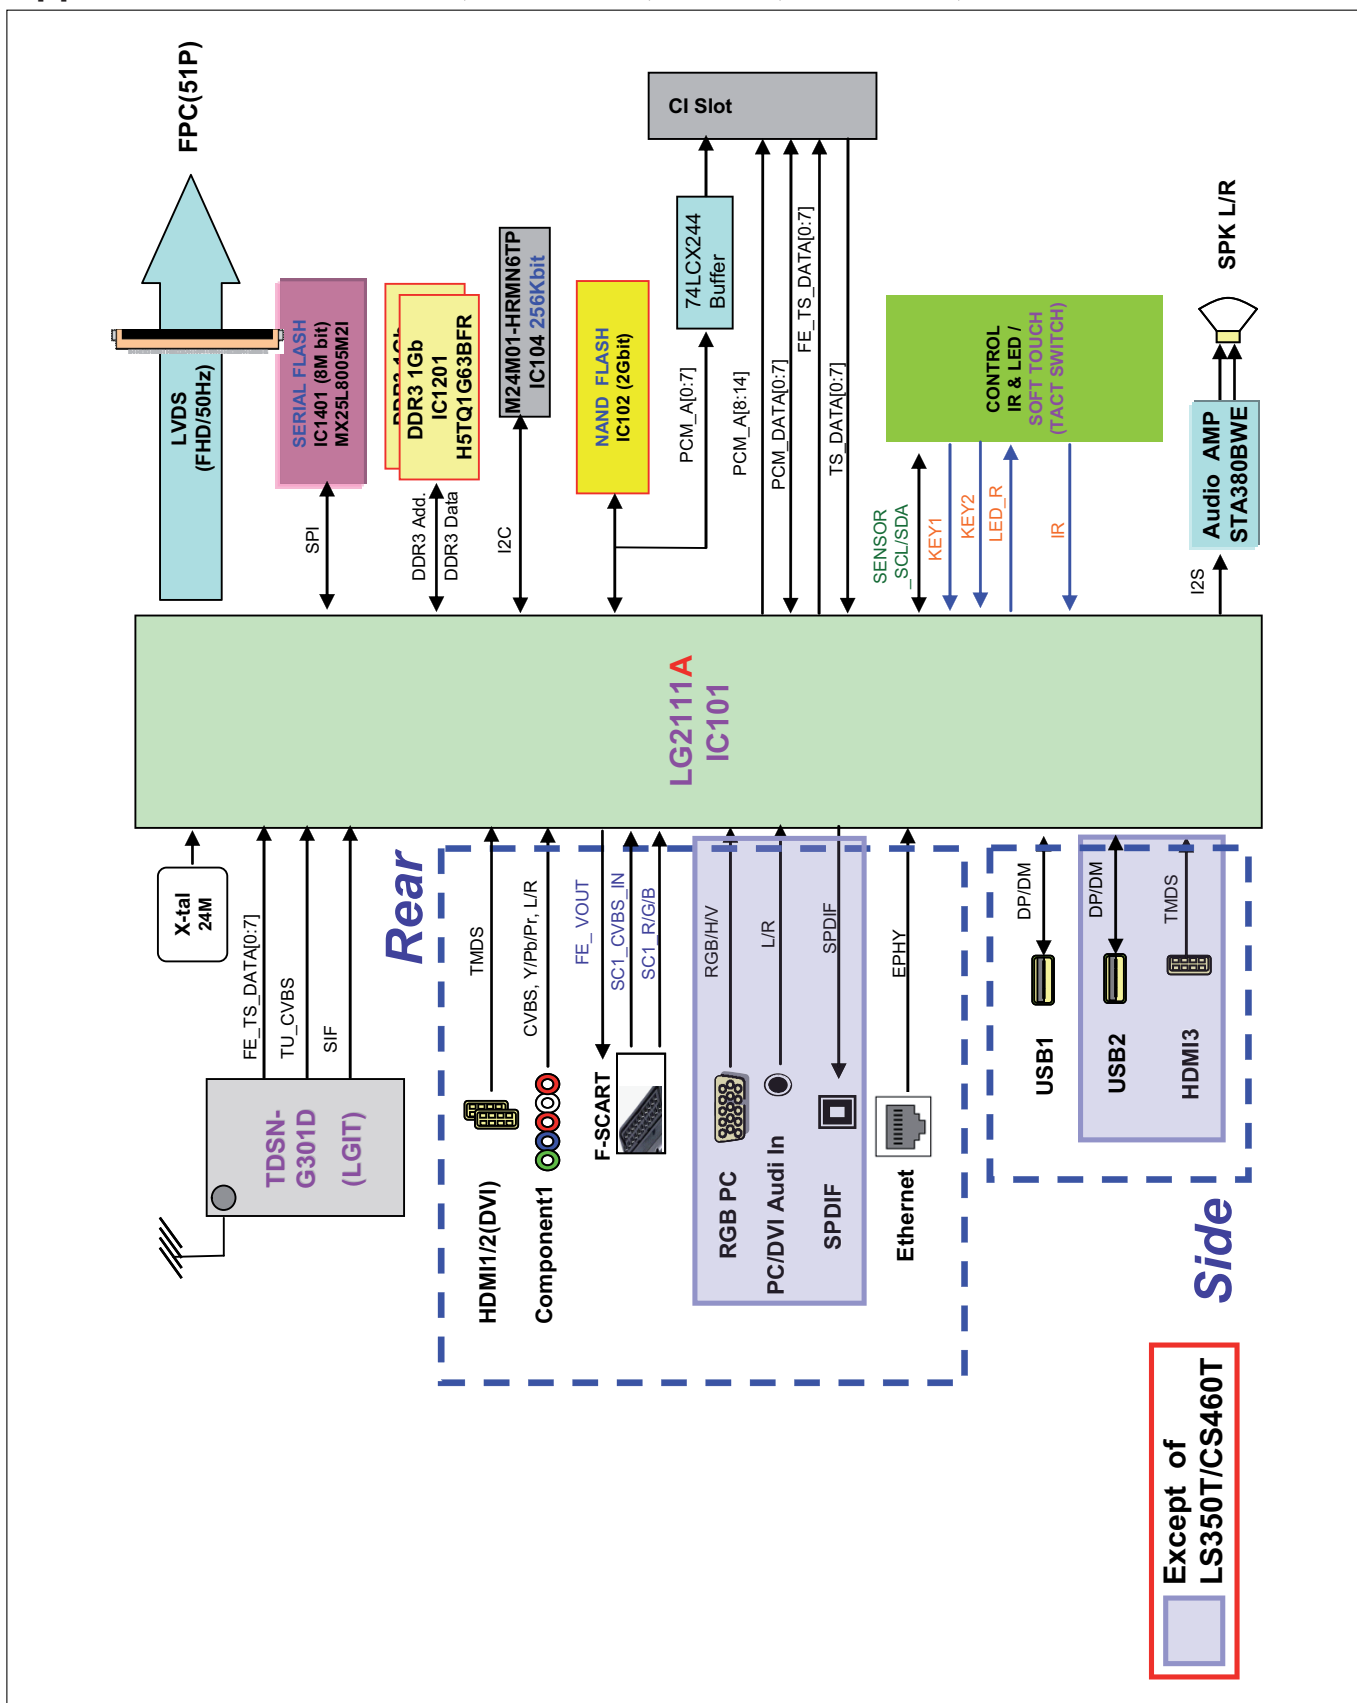 FPC(51P)
LVDS
(FHD/50Hz)
SERIAL FLASH
IC1401 (8M bit)
MX25L8005M2I
SPI
DDR3 1Gb
DDR3 1Gb
IC1201
H5TQ1G63BFR
DDR3 Add.
DDR3 Data
M24M01-HRMN6TP
IC104 256Kbit
I2C
NAND FLASH
IC102 (2Gbit)
CI Slot
74LCX244
Buffer
PCM_A[0:7]
PCM_A[8:14]
PCM_DATA[0:7]
FE_TS_DATA[0:7]
TS_DATA[0:7]
CONTROL
IR & LED /
SOFT TOUCH
(TACT SWITCH)
SENSOR
_SCL/SDA
KEY1
KEY2
LED_R
IR
SPK L/R
Audio AMP
STA380BWE
I2S
LG2111A
IC101
X-tal
24M
FE_TS_DATA[0:7]
TU_CVBS
SIF
TDSN-
G301D
(LGIT)
Rear
TMDS
HDMI1/2(DVI)
CVBS, Y/Pb/Pr, L/R
Component1
FE_VOUT
SC1_CVBS_IN
SC1_R/G/B
F-SCART
RGB/H/V
RGB PC
L/R
PC/DVI Audi In
SPDIF
SPDIF
EPHY
Ethernet
DP/DM
USB1
DP/DM
USB2
TMDS
HDMI3
Side
Except of
LS350T/CS460T